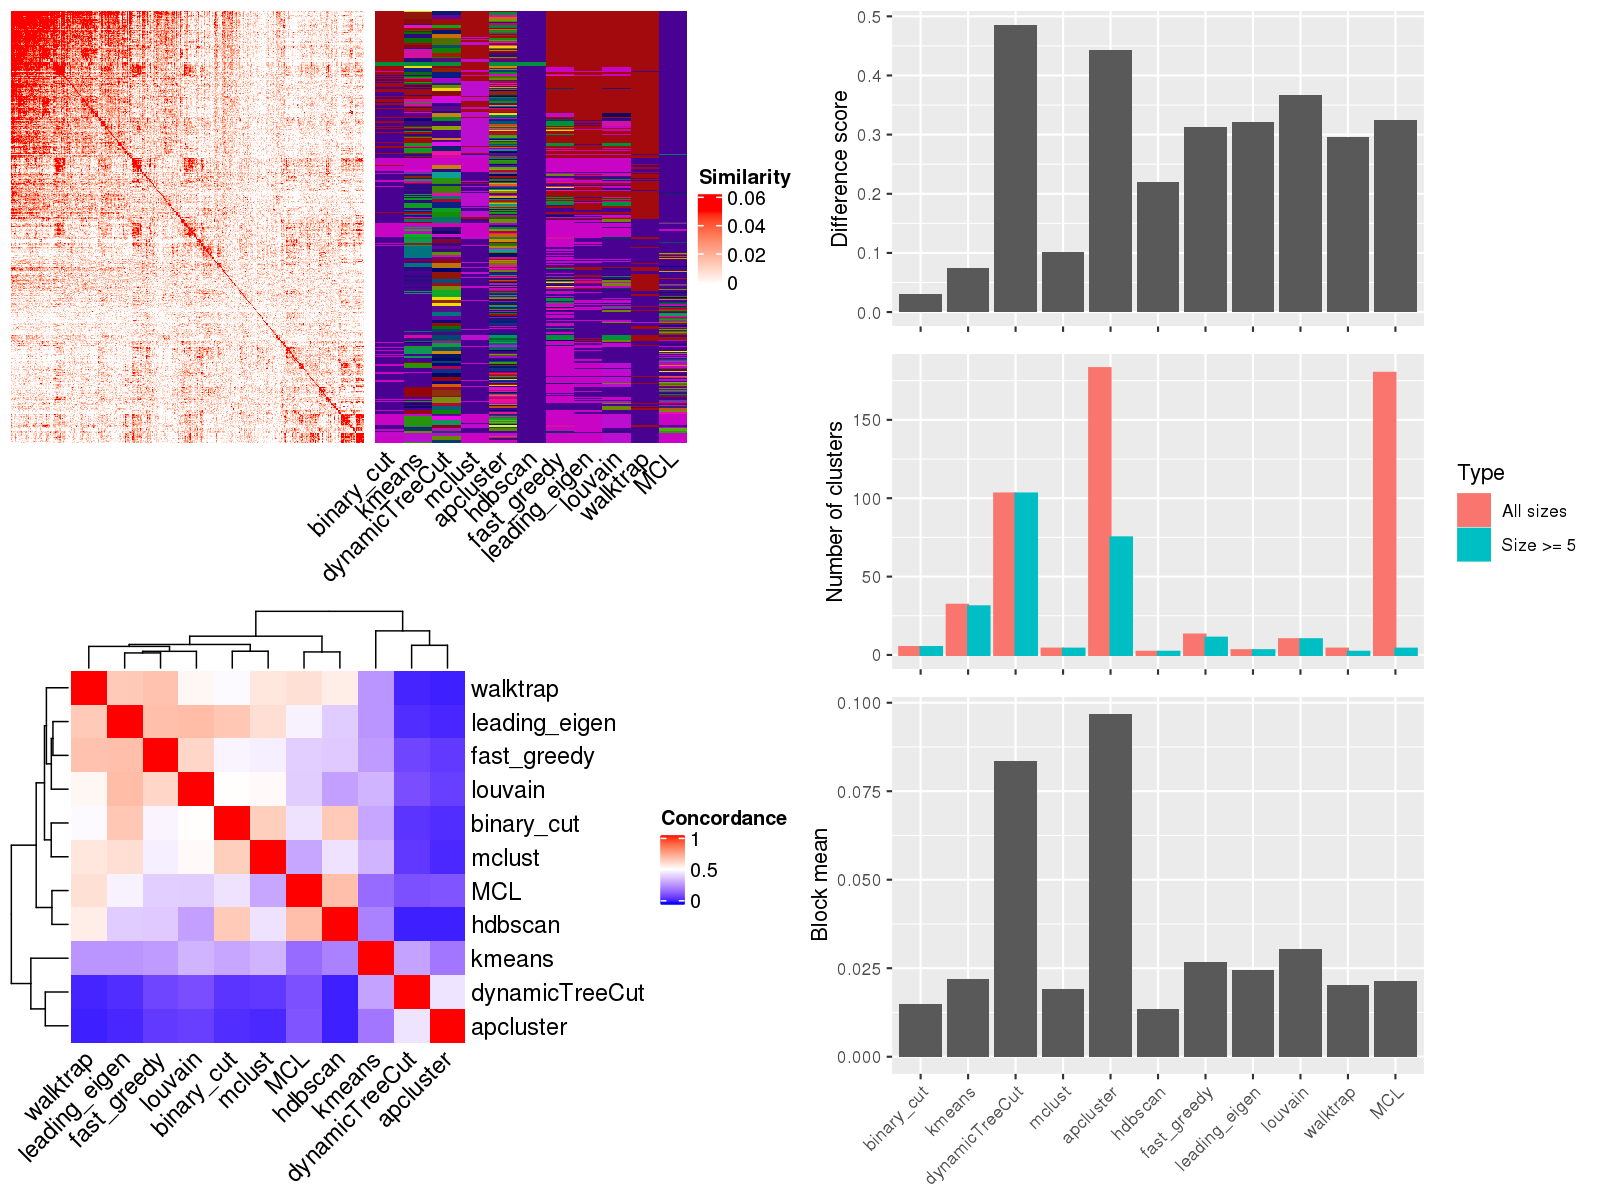 Similarity
0.06
0.04
0.02
0
binary_cut
kmeans
dynamicTreeCut
mclust
apcluster
hdbscan
fast_greedy
leading_eigen
louvain
walktrap
MCL
walktrap
leading_eigen
fast_greedy
louvain
binary_cut
mclust
MCL
hdbscan
kmeans
dynamicTreeCut
apcluster
Concordance
1
0.5
0
walktrap
leading_eigen
fast_greedy
louvain
binary_cut
mclust
MCL
hdbscan
kmeans
dynamicTreeCut
apcluster
Difference score
0.5
0.4
0.3
0.2
0.1
0.0
Number of clusters
150
100
50
0
Type
All sizes
Size >= 5
Block mean
0.100
0.075
0.050
0.025
0.000
binary_cut
kmeans
dynamicTreeCut
mclust
apcluster
hdbscan
fast_greedy
leading_eigen
louvain
walktrap
MCL